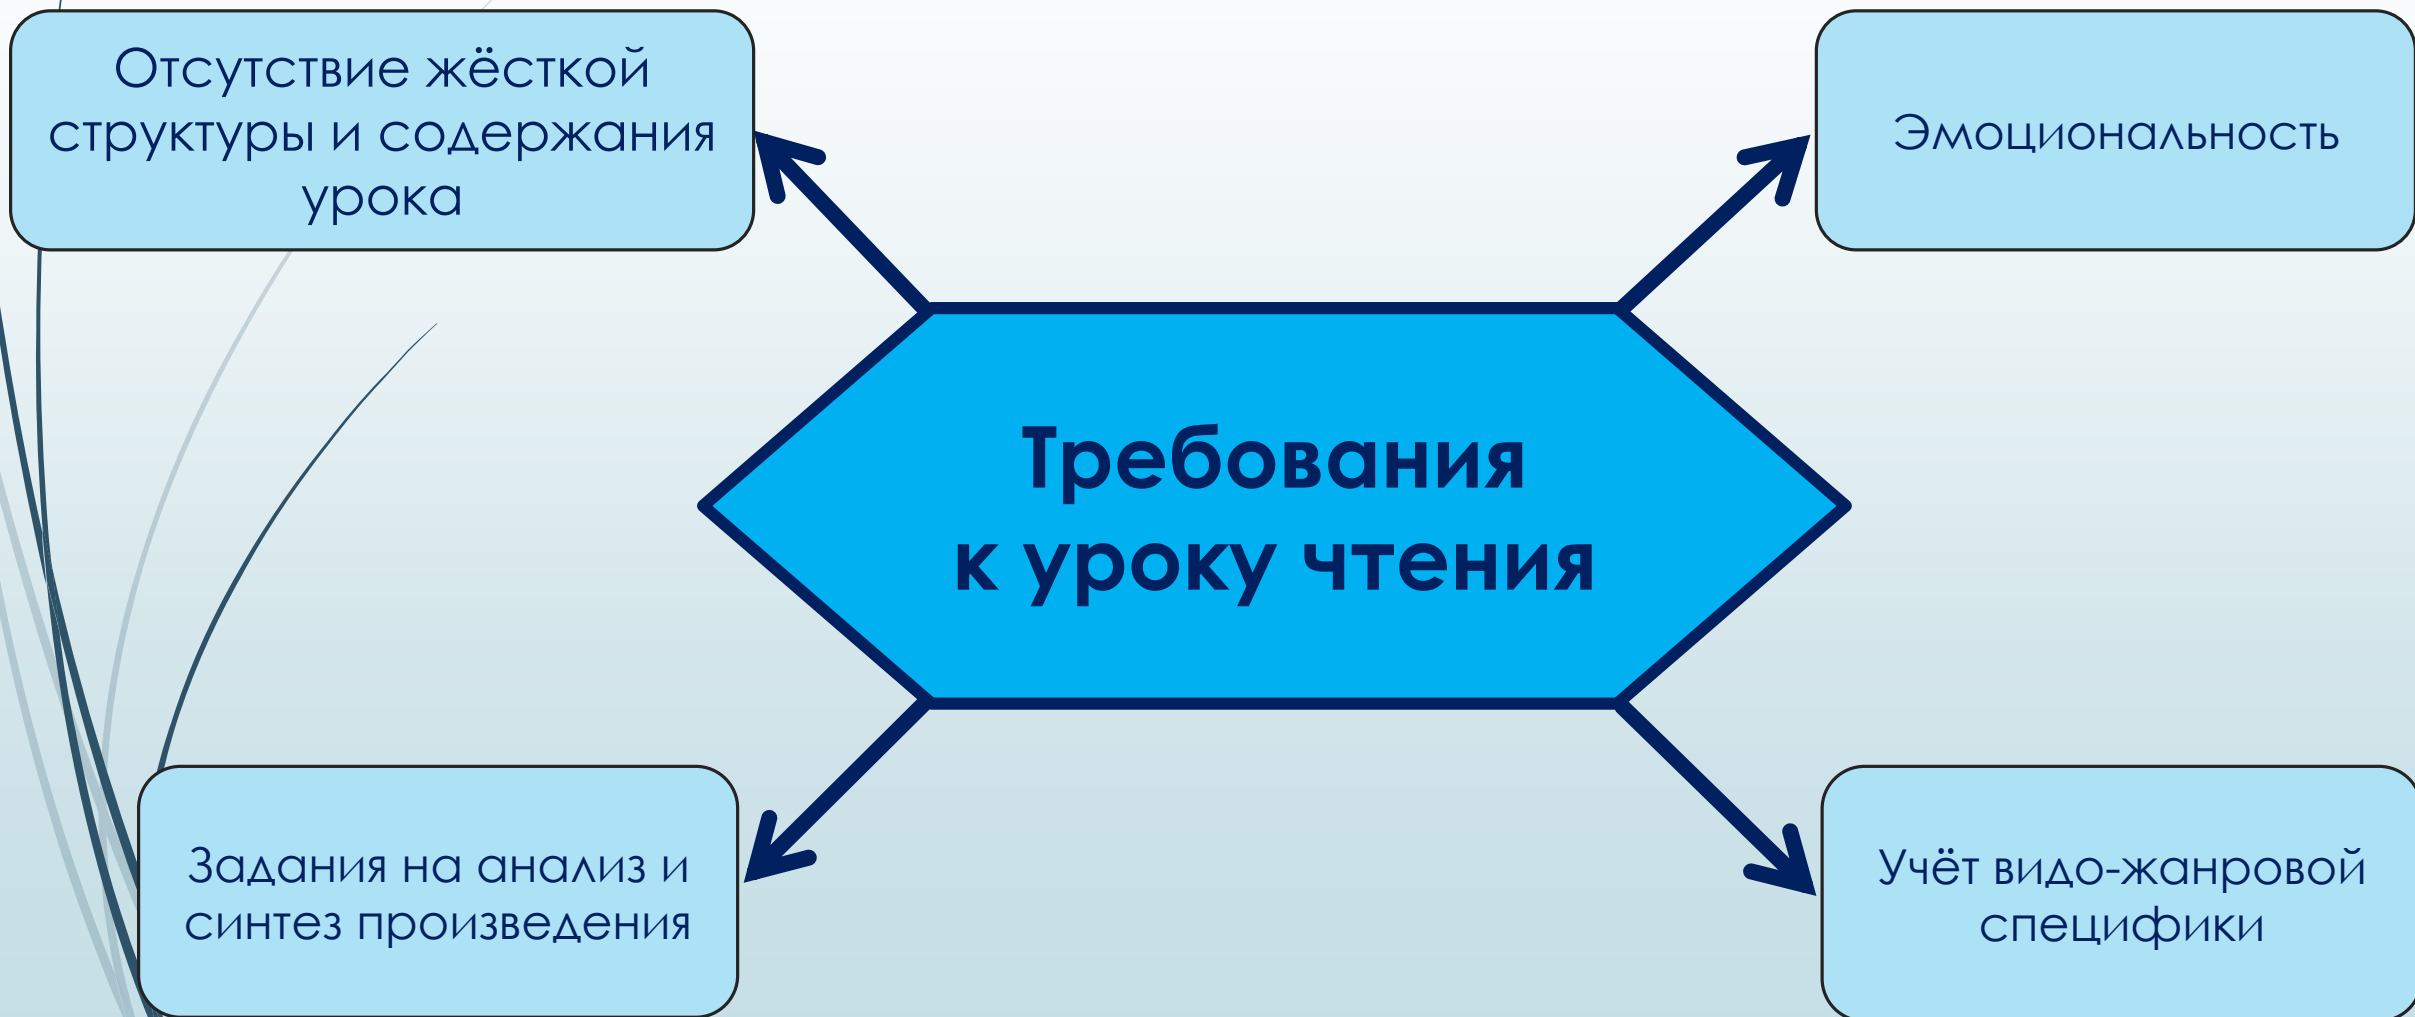 Отсутствие жёсткой
структуры и содержания
урока
Эмоциональность
Требования
к уроку чтения
Задания на анализ и
синтез произведения
Учёт видо-жанровой
специфики